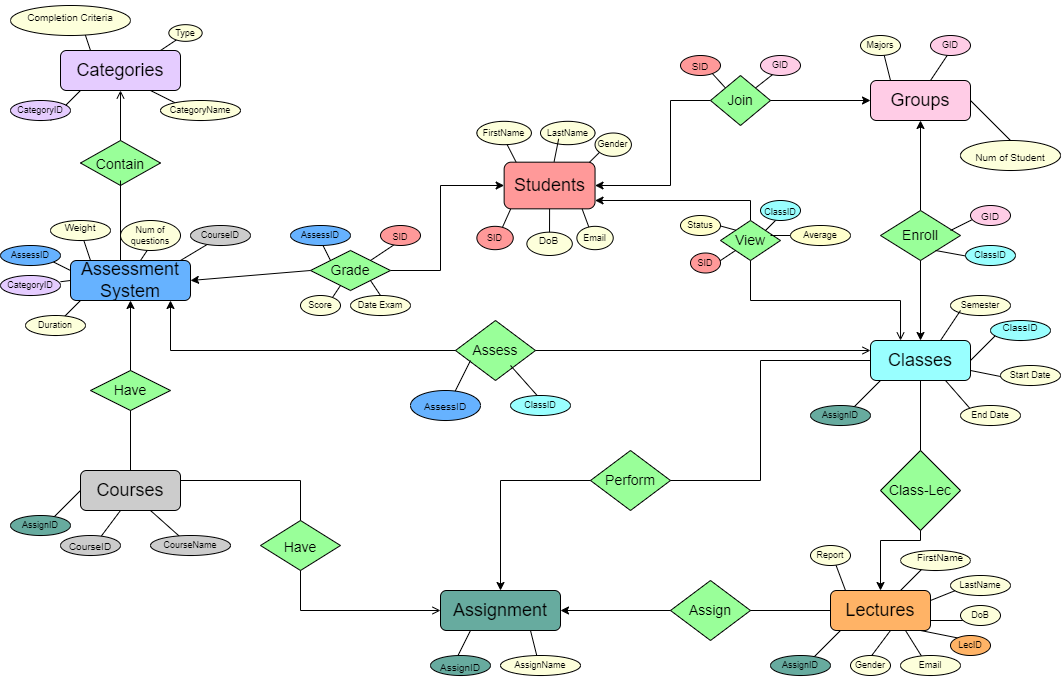 Completion Criteria
Type
Categories
CategoryID
CategoryName
Contain
Weight
Num of
questions
CourseID
AssessID
CategoryID
Assessment
System
Duration
AssessID
SID
Grade
Score
Date Exam
FirstName
LastName
Gender
Students
SID
DoB
Email
SID
GID
Join
Majors
GID
Groups
Num of Student
Status
ClassID
View
Average
SID
Enroll
GID
ClassID
Semester
ClassID
Classes
Start Date
End Date
AssignID
Assess
AssessID
ClassID
Have
Courses
AssignID
CourseID
CourseName
Have
Perform
Class-Lec
Assignment
AssignID
AssignName
Assign
Report
FirstName
LastName
DoB
Lectures
LecID
AssignID
Gender
Email